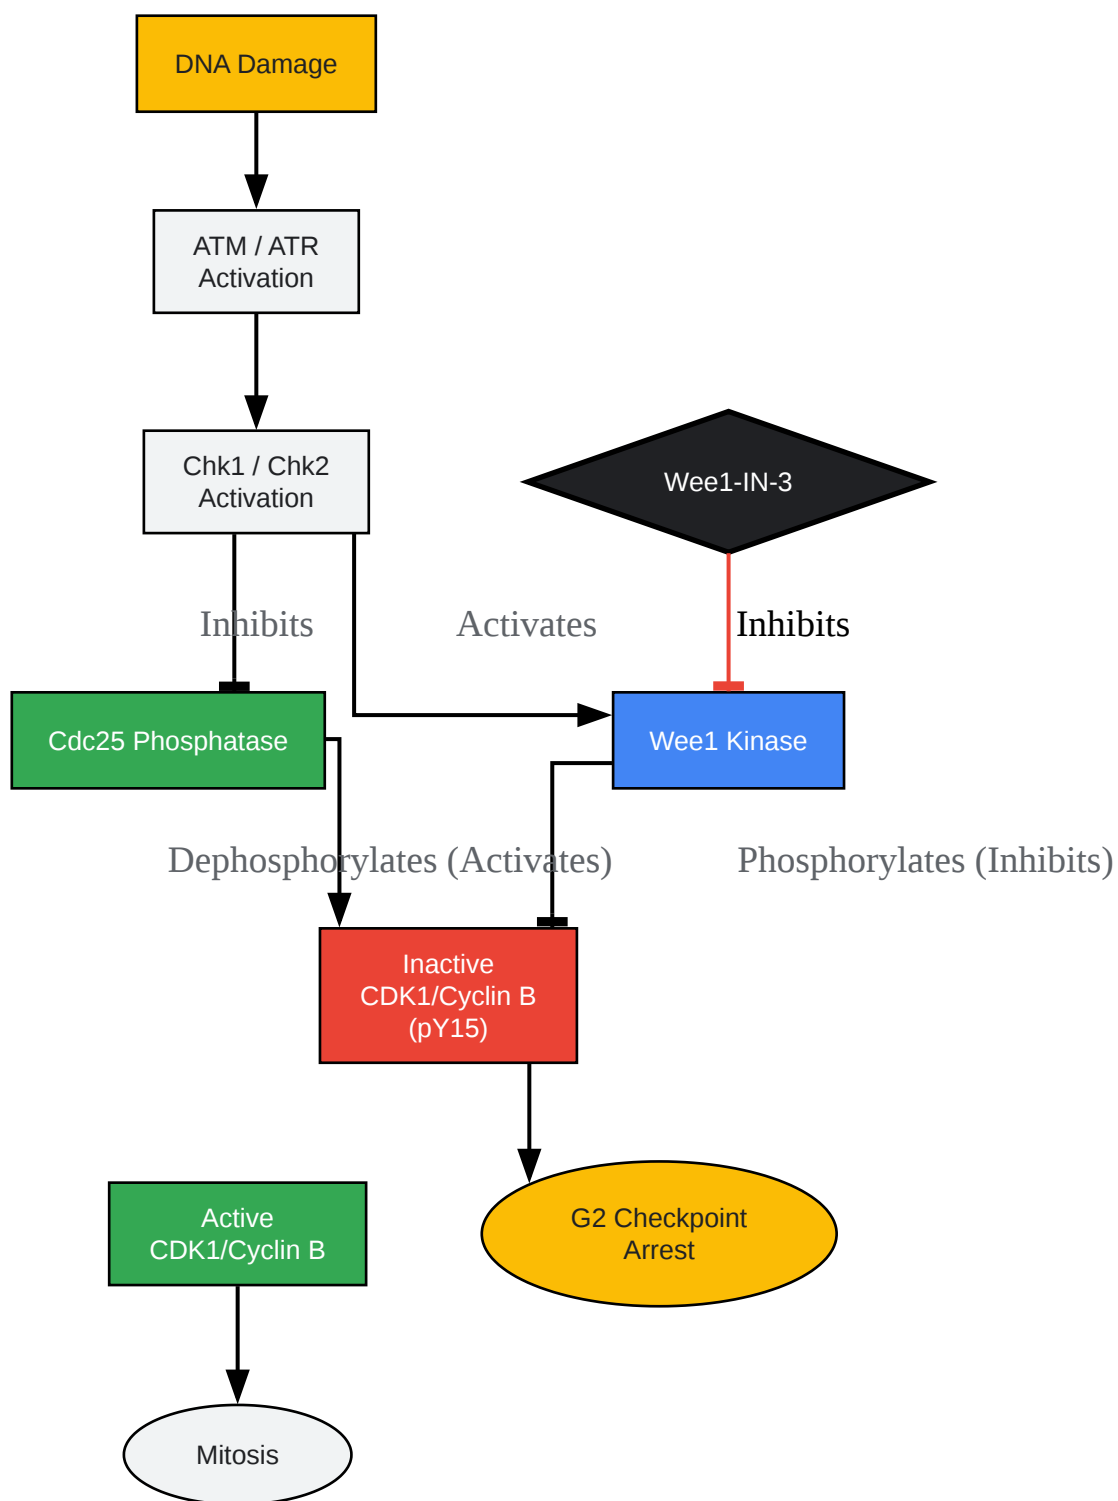 DNA Damage
ATM / ATR
Activation
Chk1 / Chk2
Activation
Wee1-IN-3
Inhibits
Activates
Inhibits
Cdc25 Phosphatase
Wee1 Kinase
Dephosphorylates (Activates)
Phosphorylates (Inhibits)
Inactive
CDK1/Cyclin B
(pY15)
Active
CDK1/Cyclin B
G2 Checkpoint
Arrest
Mitosis